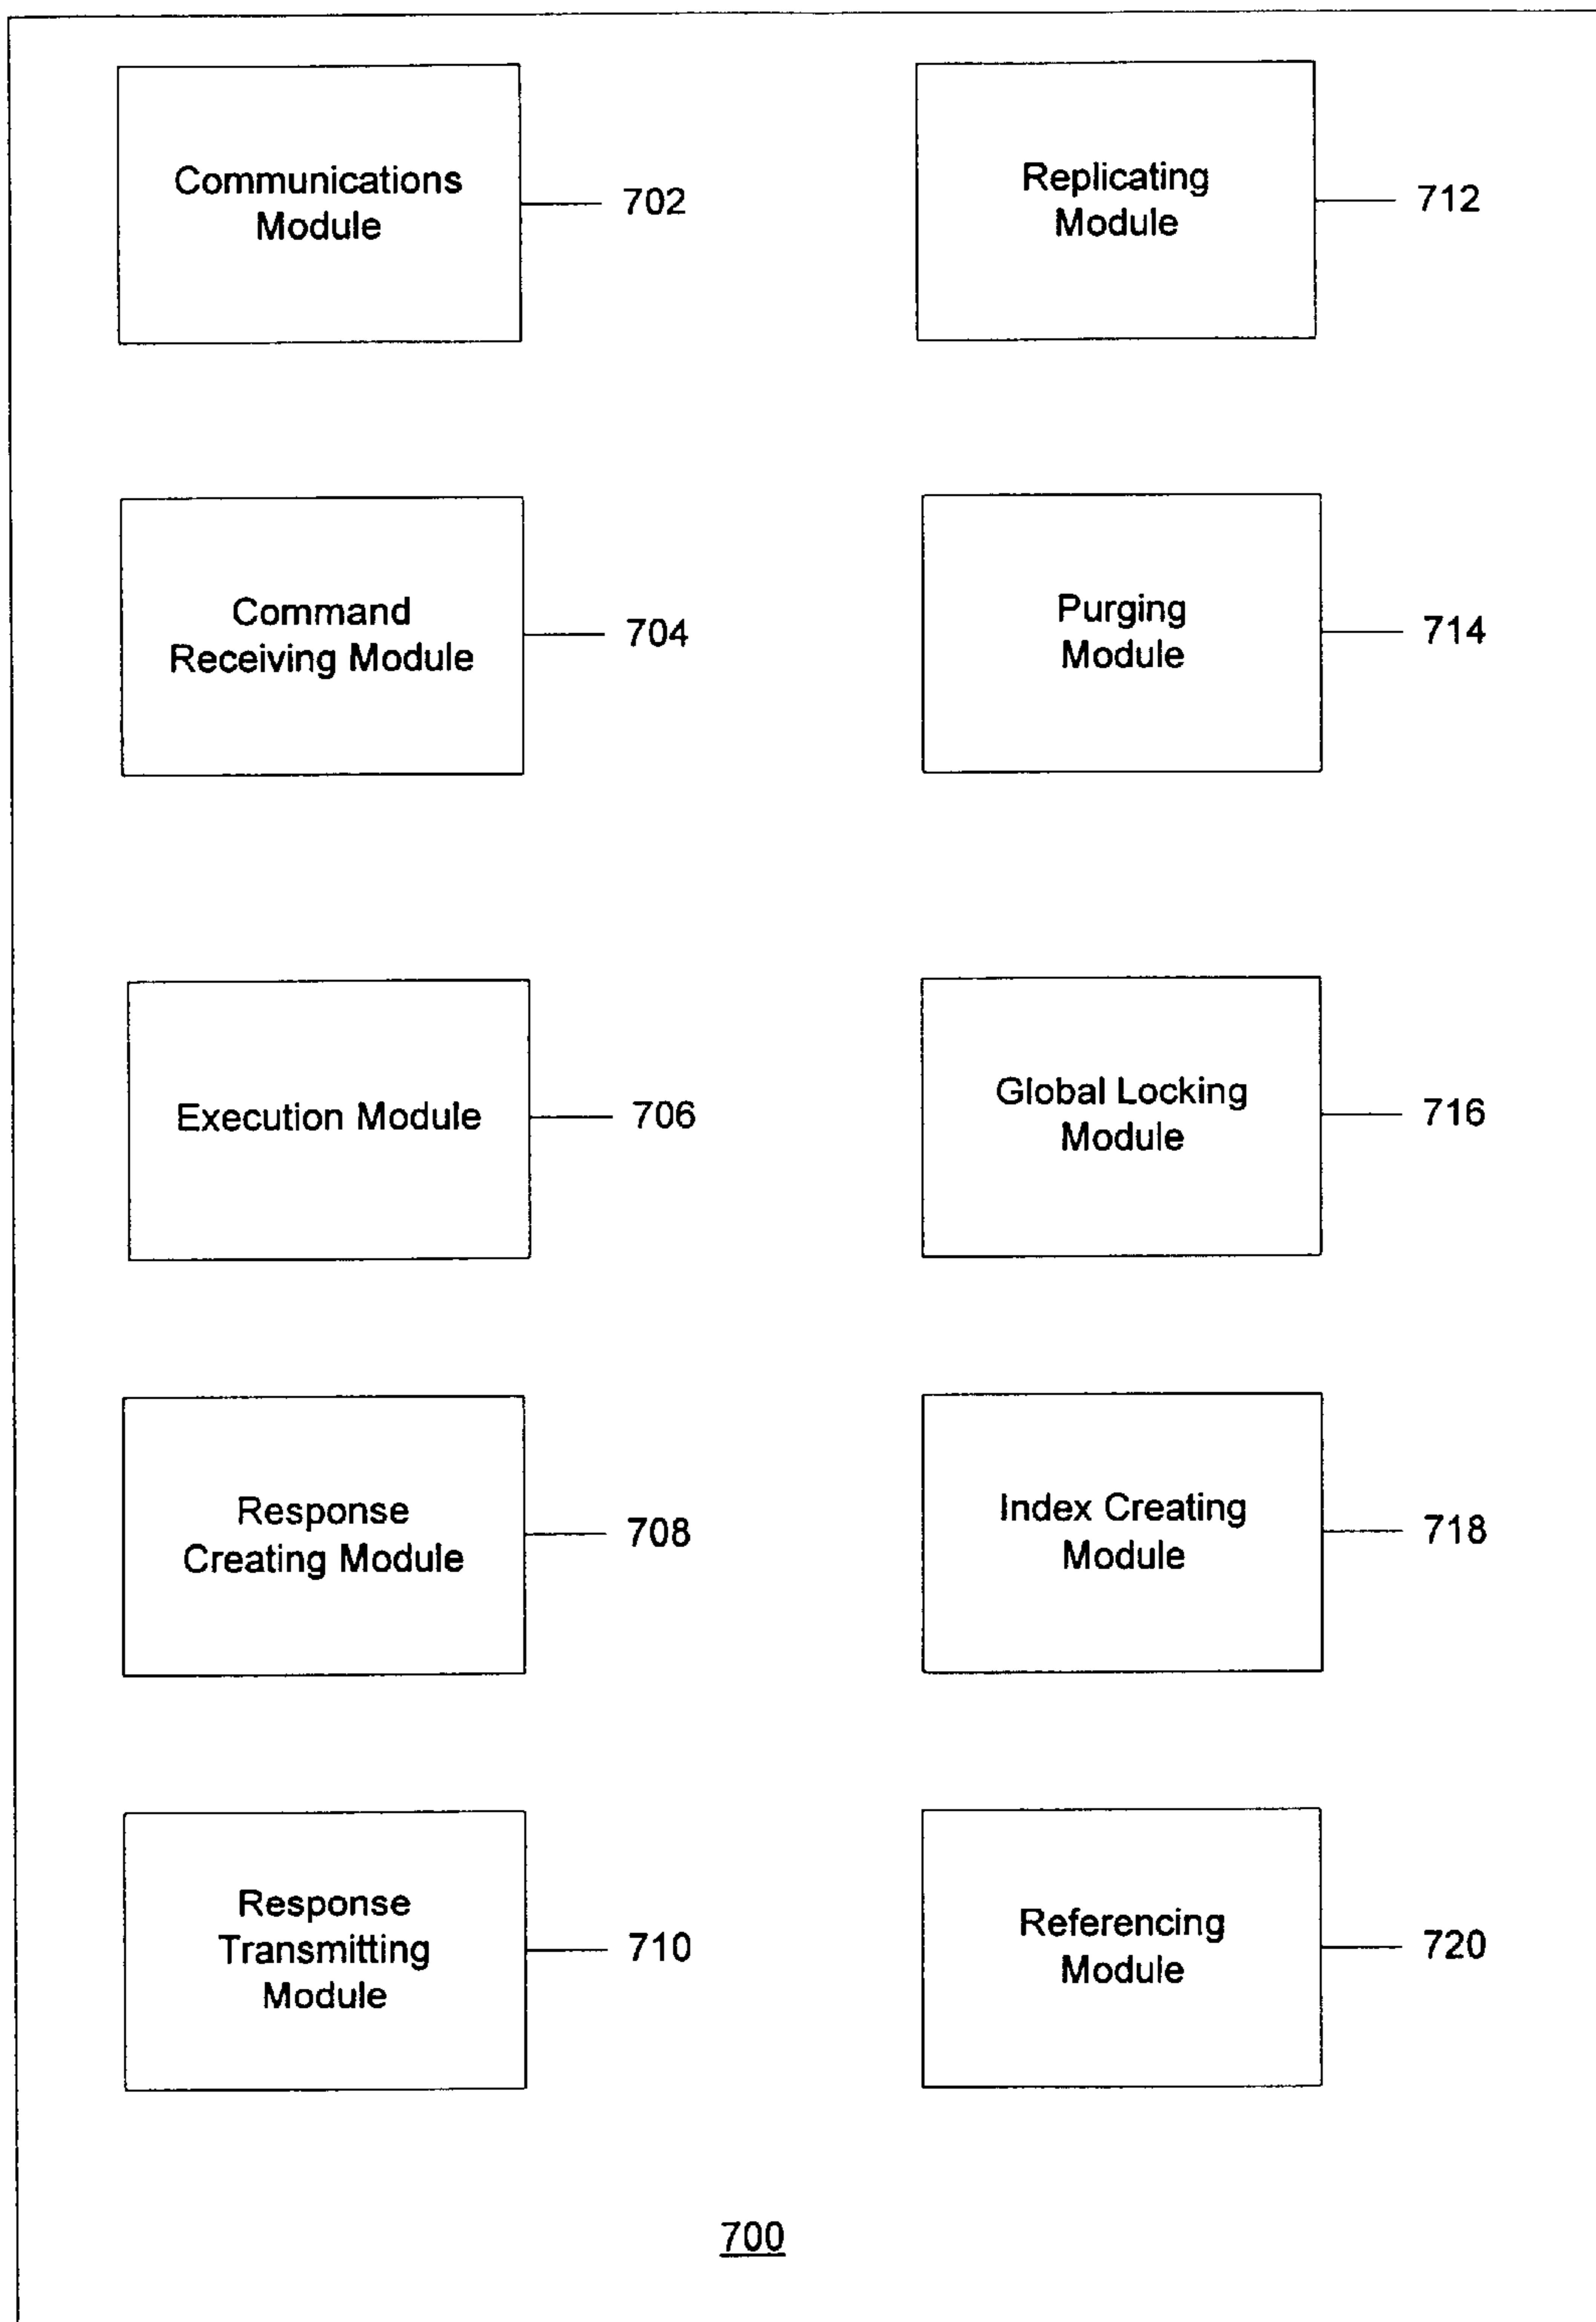 Communications
Module
702
Replicating
Module
712
Command
Receiving Module
704
Purging
Module
714
Execution Module
706
Global Locking
Module
716
Response
Creating Module
708
Index Creating
Module
718
Response
Transmitting
Module
710
Referencing
Module
720
700